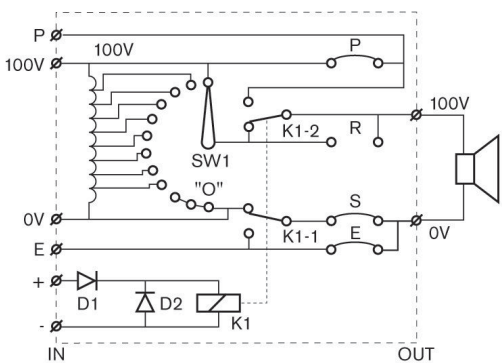 P
100V
P
100V
100V
K1-2
R
SW1
"O"
S
0V
K1-1
0V
E
E
+
D1
D2
K1
-
IN
OUT